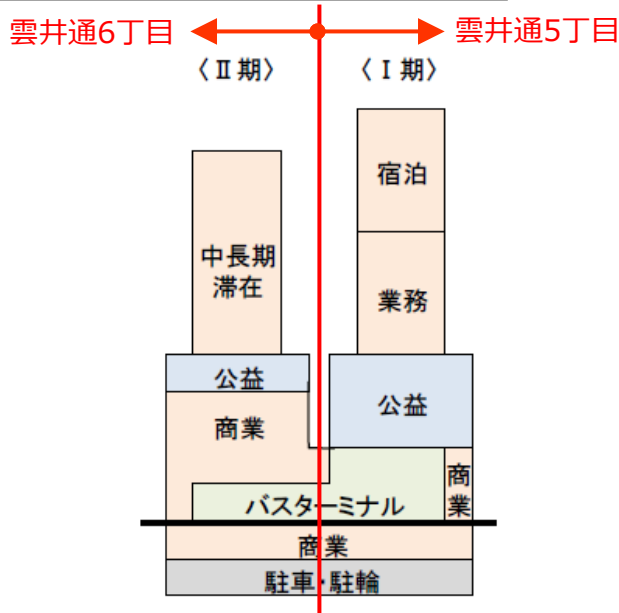 雲井通6丁目
雲井通5丁目
〈Ⅱ期〉
〈Ⅰ期〉
宿泊
中長期
滞在
業務
公益
公益
商業
商
業
バスターミナル
商業
駐車・駐輪